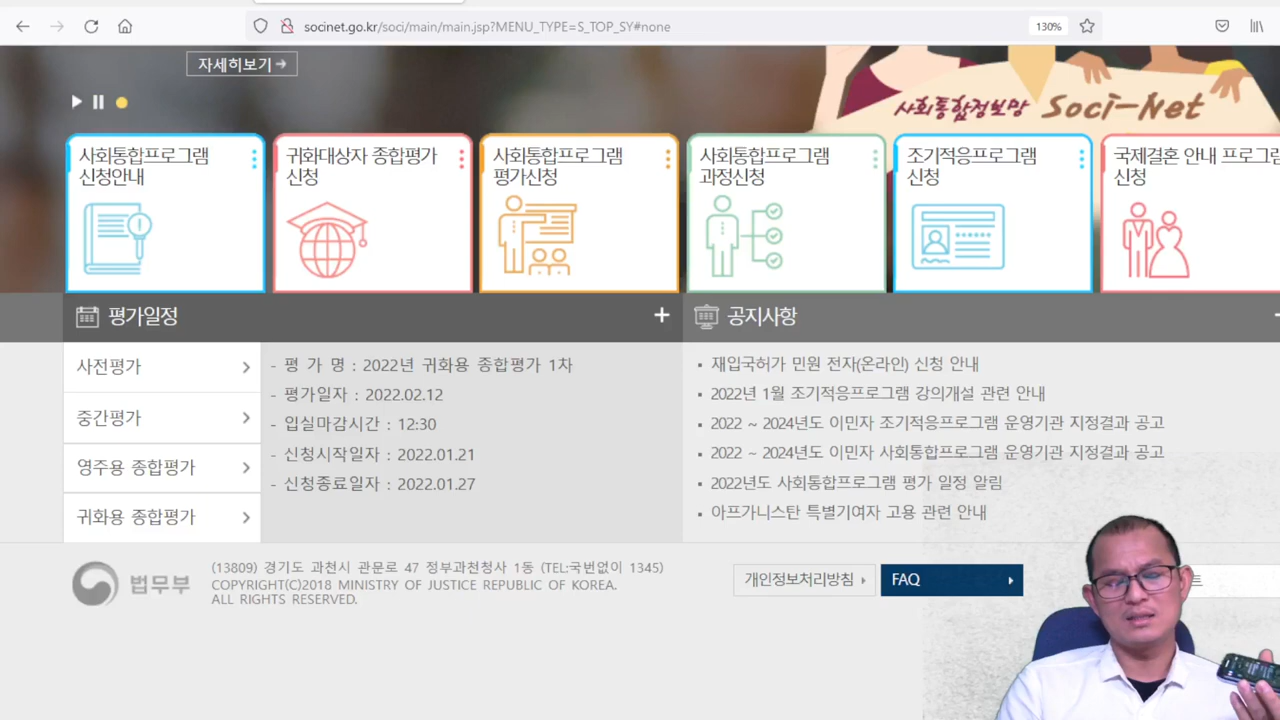 socinet.go.kr/soci/main/main.jsp?MENU_TYPE=S_TOP_SY#none
130%
자세히보기→
사회통합정보망 Soci-Net
사회통합프로그램
신청안내
귀화대상자 종합평가
신청
사회통합프로그램
평가신청
사회통합프로그램
과정신청
조기적응프로그램
신청
국제결혼 안내 프로그램
신청
평가일정 +
사전평가
중간평가
영주용 종합평가
귀화용 종합평가
- 평 가 명 : 2022년 귀화용 종합평가 1차
- 평가일자 : 2022.02.12
- 입실마감시간 : 12:30
- 신청시작일자 : 2022.01.21
- 신청종료일자 : 2022.01.27
공지사항
재입국허가 민원 전자(온라인) 신청 안내
2022년 1월 조기적응프로그램 강의개설 관련 안내
2022 ~ 2024년도 이민자 조기적응프로그램 운영기관 지정결과 공고
2022 ~ 2024년도 이민자 사회통합프로그램 운영기관 지정결과 공고
2022년도 사회통합프로그램 평가 일정 알림
아프가니스탄 특별기여자 고용 관련 안내
법무부
(13809) 경기도 과천시 관문로 47 정부과천청사 1동 (TEL:국번없이 1345)
COPYRIGHT(C)2018 MINISTRY OF JUSTICE REPUBLIC OF KOREA.
ALL RIGHTS RESERVED.
개인정보처리방침
FAQ
트